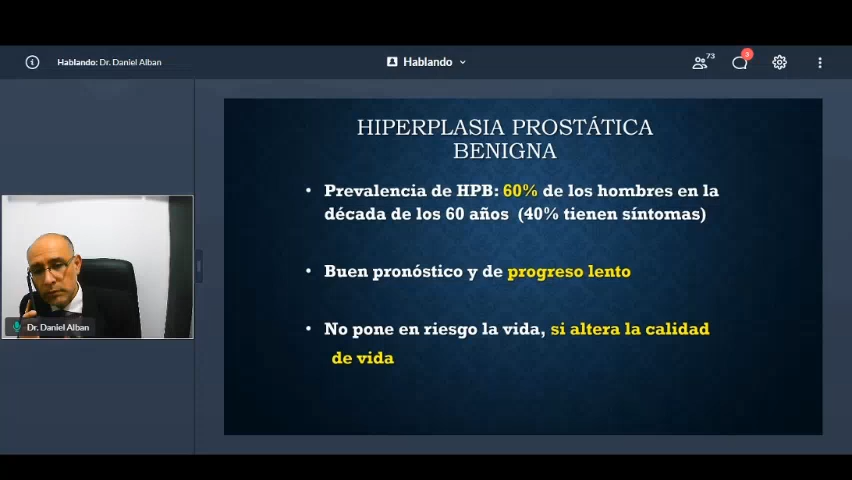 Hablando: Dr. Daniel Alban
Hablando
73
3
HIPERPLASIA PROSTÁTICA
BENIGNA
• Prevalencia de HPB: 60% de los hombres en la
década de los 60 años (40% tienen síntomas)
• Buen pronóstico y de progreso lento
• No pone en riesgo la vida, si altera la calidad
de vida
Dr. Daniel Alban